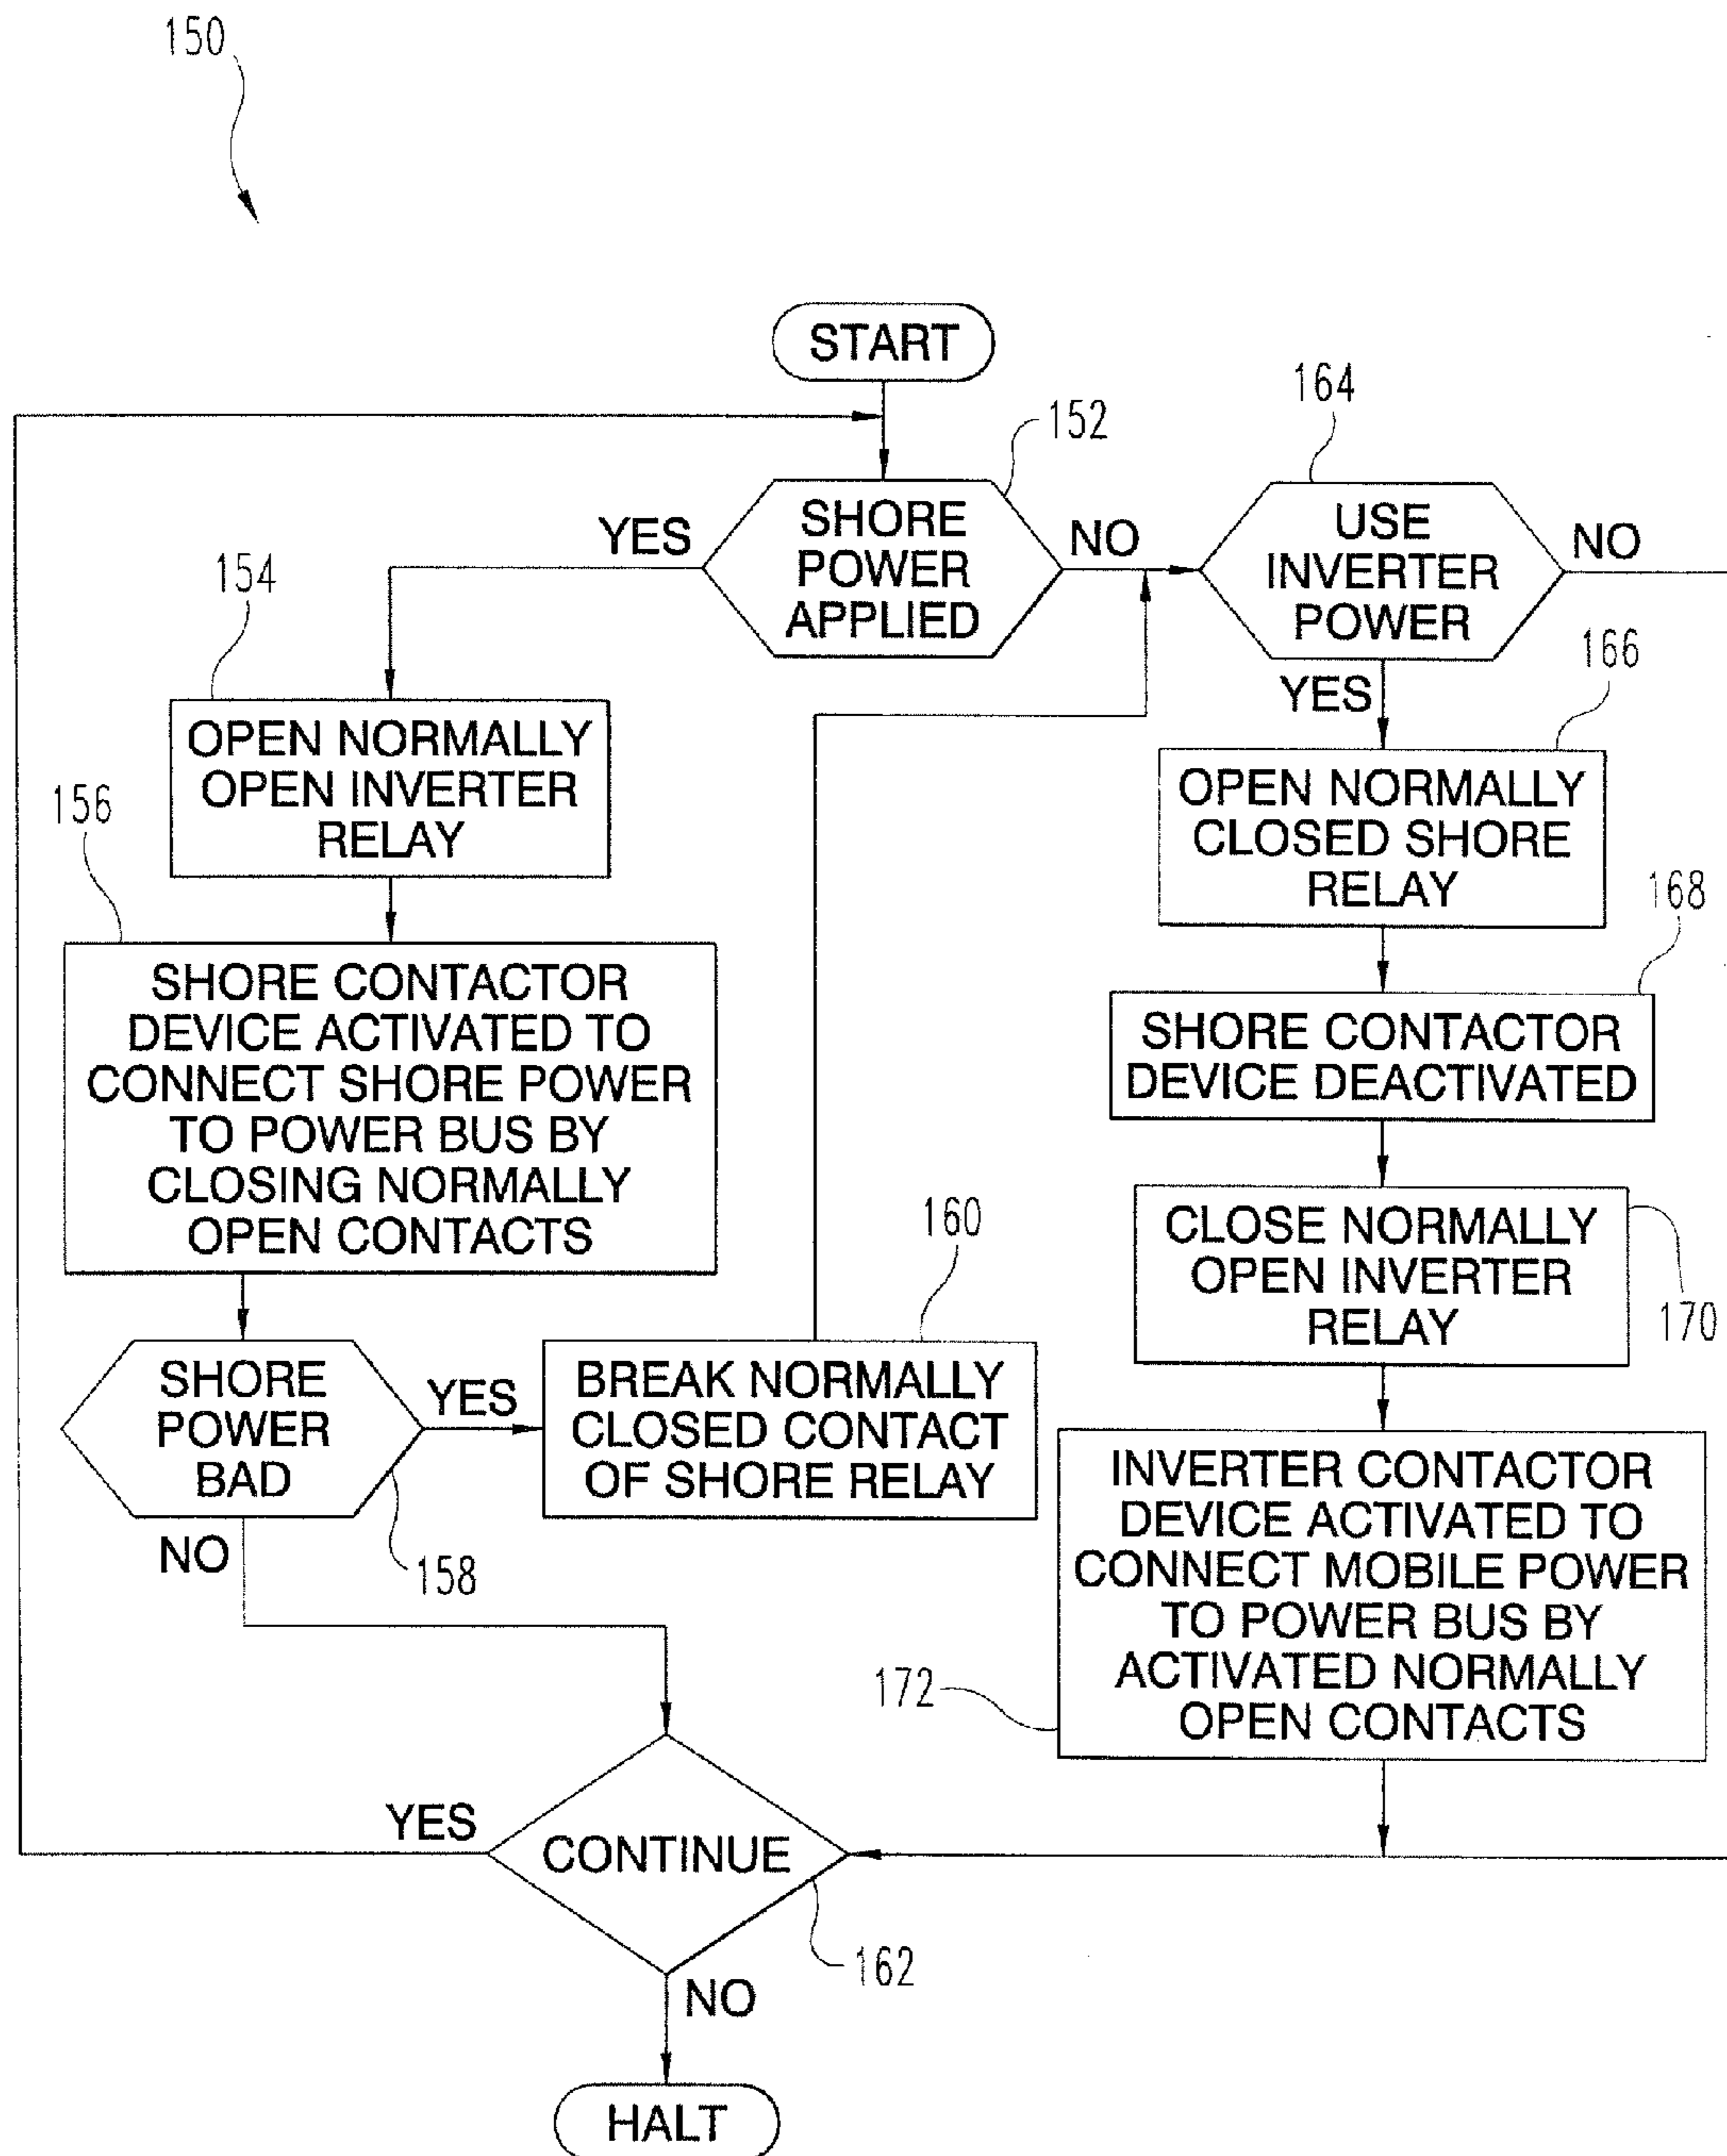 150
START
152
164
SHORE
POWER
APPLIED
YES
NO
USE
INVERTER
POWER
NO
YES
154
OPEN NORMALLY
OPEN INVERTER
RELAY
156
SHORE CONTACTOR
DEVICE ACTIVATED TO
CONNECT SHORE POWER
TO POWER BUS BY
CLOSING NORMALLY
OPEN CONTACTS
SHORE
POWER
BAD
YES
NO
158
160
BREAK NORMALLY
CLOSED CONTACT
OF SHORE RELAY
166
OPEN NORMALLY
CLOSED SHORE
RELAY
168
SHORE CONTACTOR
DEVICE DEACTIVATED
CLOSE NORMALLY
OPEN INVERTER
RELAY
170
INVERTER CONTACTOR
DEVICE ACTIVATED TO
CONNECT MOBILE POWER
TO POWER BUS BY
ACTIVATED NORMALLY
OPEN CONTACTS
172
YES
CONTINUE
162
NO
HALT